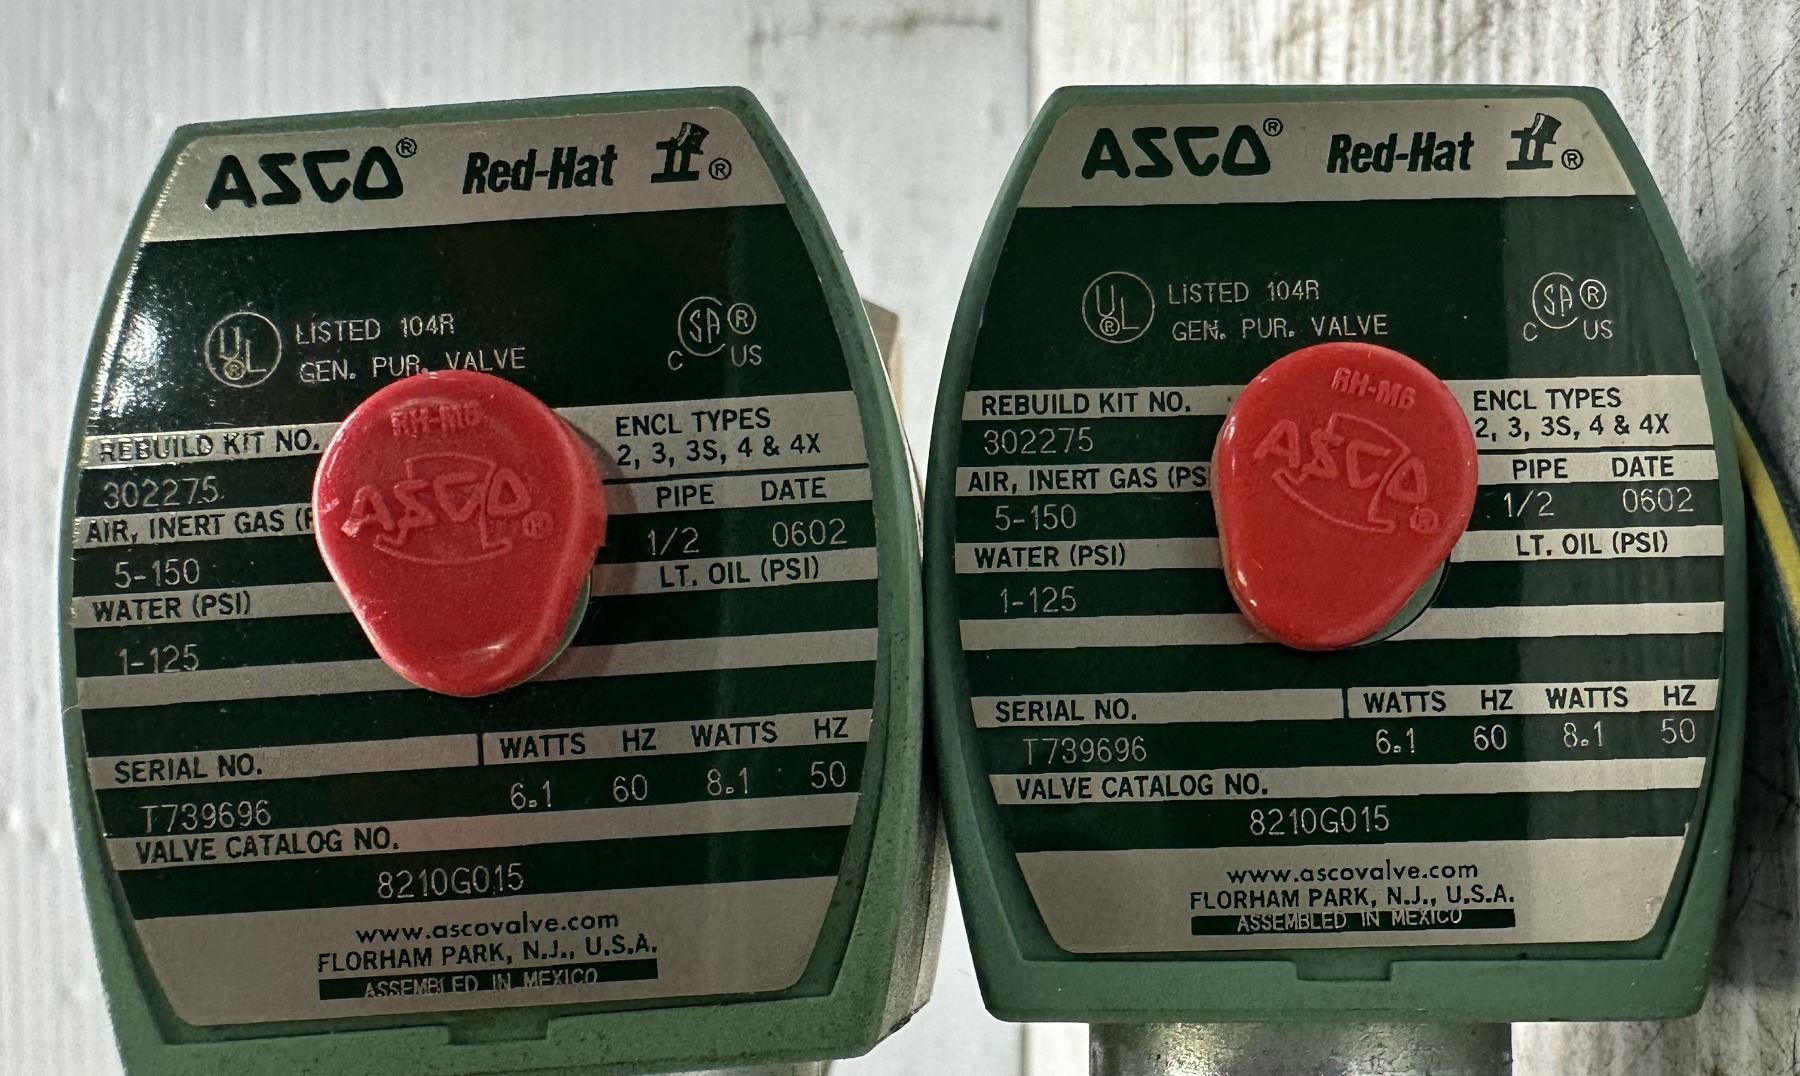 ASCO® Red-Hat II®
UL® LISTED 104R
GEN. PUR. VALVE
C SA® US
RH-M6
ASCO®
REBUILD KIT NO.
302275
ENCL TYPES
2, 3, 3S, 4 & 4X
AIR, INERT GAS (P
5-150
PIPE DATE
1/2 0602
WATER (PSI)
1-125
LT. OIL (PSI)
SERIAL NO. WATTS HZ WATTS HZ
T739696 6.1 60 8.1 50
VALVE CATALOG NO.
8210G015
www.ascovalve.com
FLORHAM PARK, N.J., U.S.A.
ASSEMBLED IN MEXICO
ASCO® Red-Hat II®
UL® LISTED 104R
GEN. PUR. VALVE
C SA® US
RH-M6
ASCO®
REBUILD KIT NO.
302275
ENCL TYPES
2, 3, 3S, 4 & 4X
AIR, INERT GAS (PS
5-150
PIPE DATE
1/2 0602
WATER (PSI)
1-125
LT. OIL (PSI)
SERIAL NO. WATTS HZ WATTS HZ
T739696 6.1 60 8.1 50
VALVE CATALOG NO.
8210G015
www.ascovalve.com
FLORHAM PARK, N.J., U.S.A.
ASSEMBLED IN MEXICO